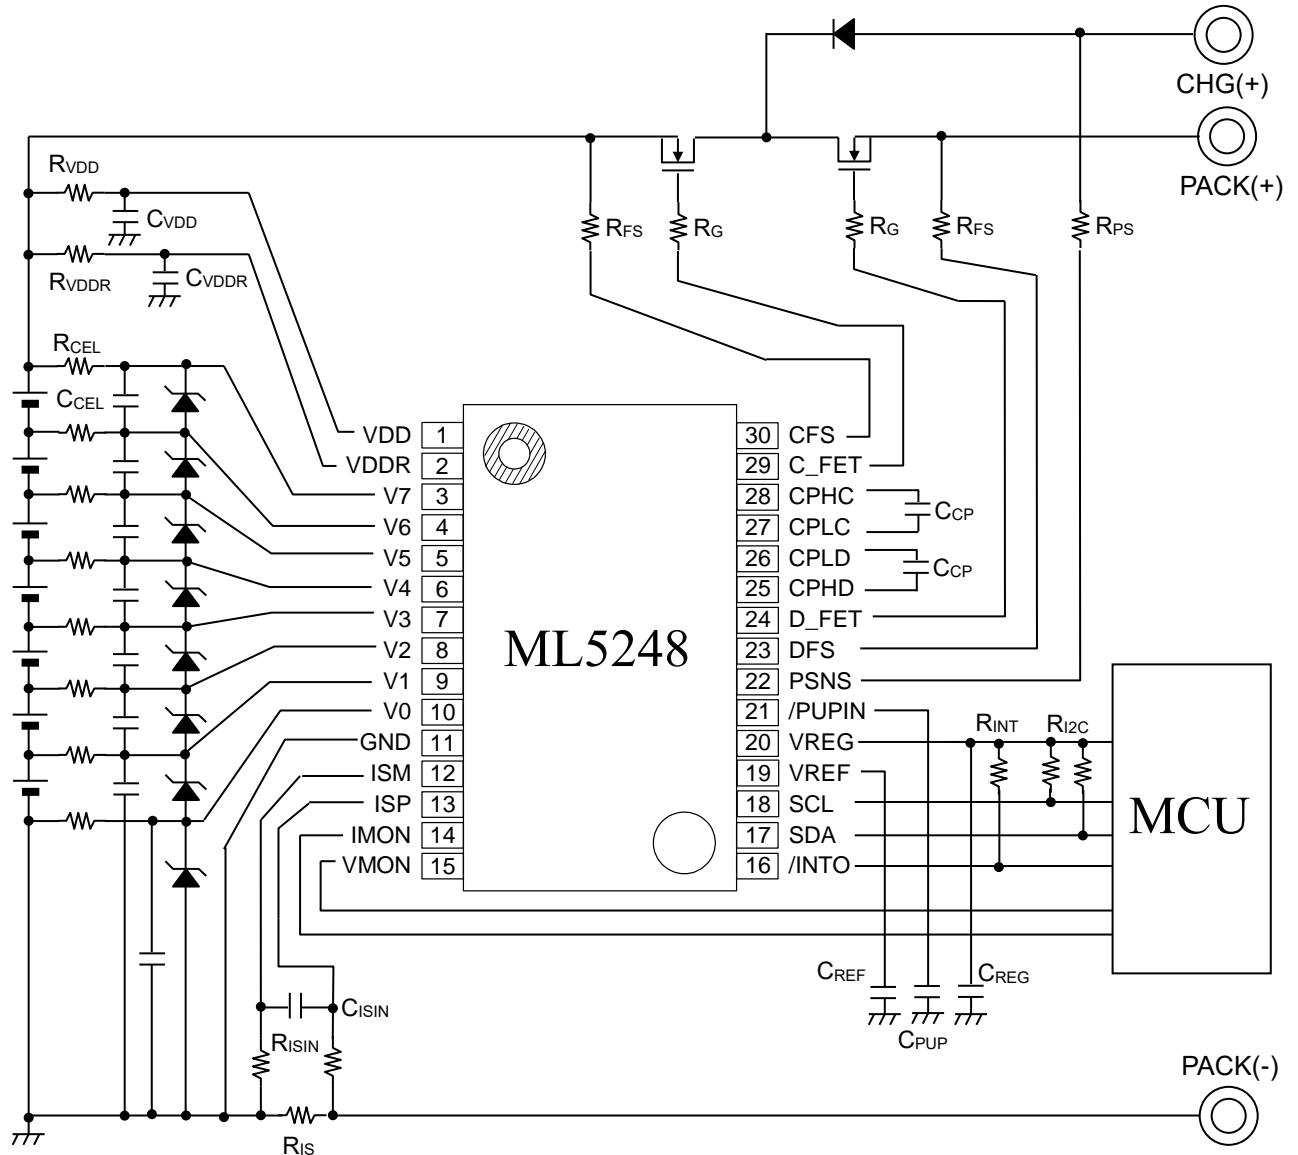 CHG(+)
PACK(+)
RVDD
CVDD
RFS
RG
RG
RFS
RPS
RVDDR
CVDDR
RCEL
CCEL
VDD 1
VDDR 2
V7 3
V6 4
V5 5
V4 6
V3 7
V2 8
V1 9
V0 10
GND 11
ISM 12
ISP 13
IMON 14
VMON 15
ML5248
30 CFS
29 C_FET
28 CPHC
27 CPLC
26 CPLD
25 CPHD
24 D_FET
23 DFS
22 PSNS
21 /PUPIN
20 VREG
19 VREF
18 SCL
17 SDA
16 /INTO
CCP
CCP
RINT
RI2C
MCU
CREF
CREG
CPUP
CISIN
RISIN
RIS
PACK(-)